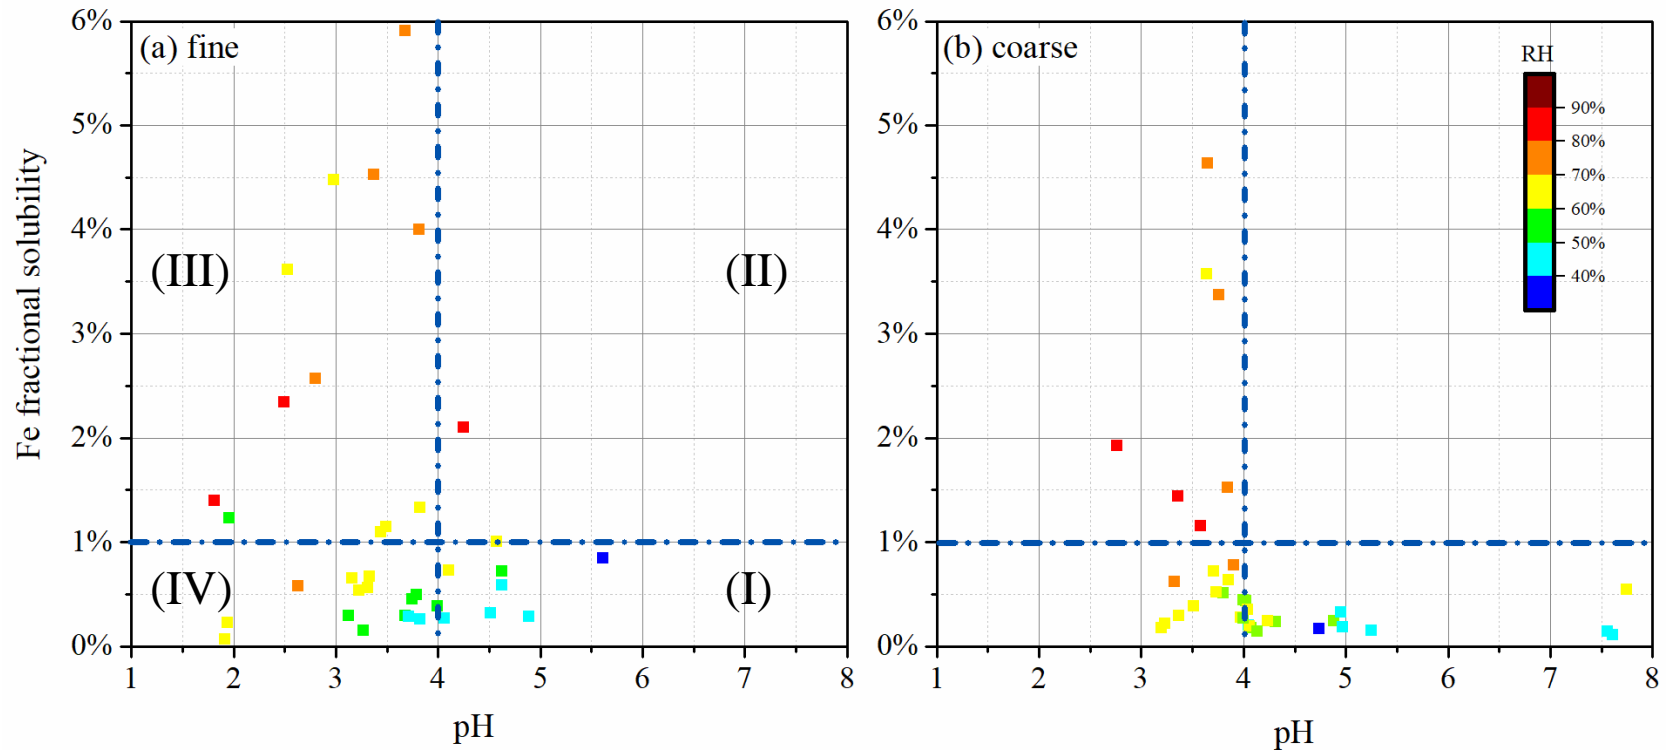 (a) fine
(b) coarse
RH
90%
80%
70%
60%
50%
40%
6%
5%
4%
3%
2%
1%
0%
Fe fractional solubility
(III)
(II)
(IV)
(I)
1 2 3 4 5 6 7 8
pH
6%
5%
4%
3%
2%
1%
0%
1 2 3 4 5 6 7 8
pH